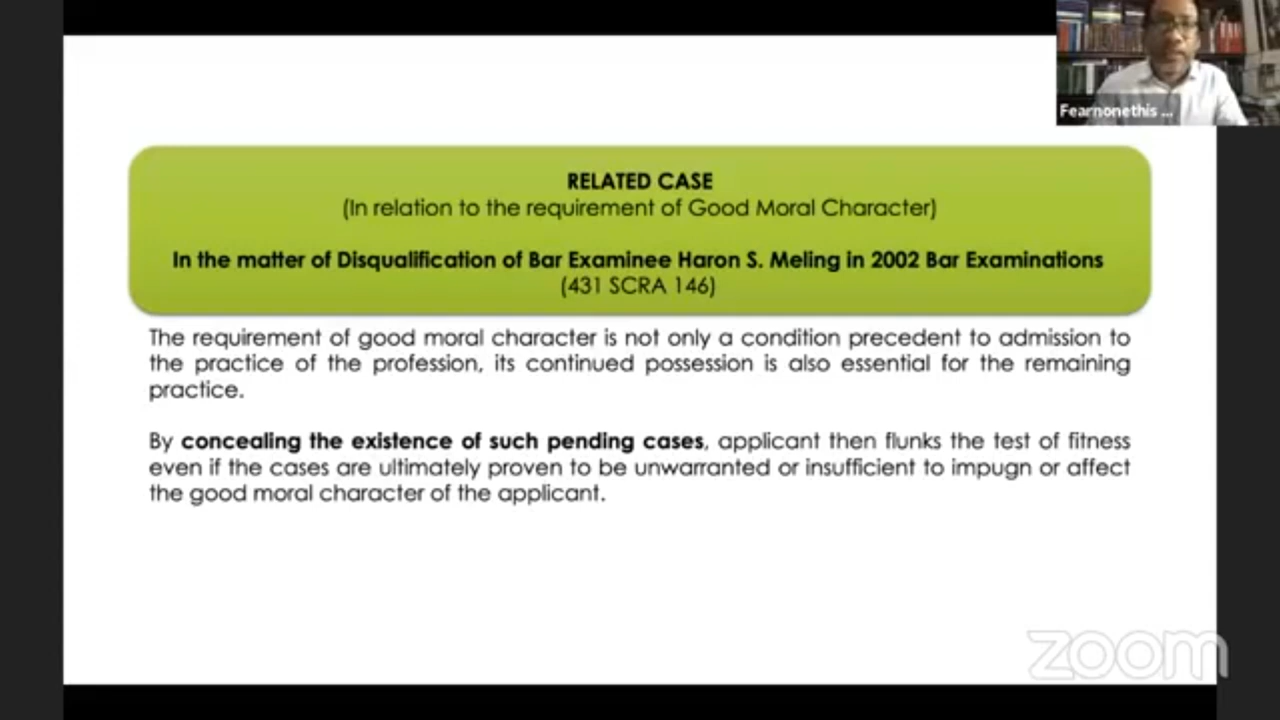 Fearnonethis ...
RELATED CASE
(In relation to the requirement of Good Moral Character)
In the matter of Disqualification of Bar Examinee Haron S. Meling in 2002 Bar Examinations
(431 SCRA 146)
The requirement of good moral character is not only a condition precedent to admission to
the practice of the profession, its continued possession is also essential for the remaining
practice.
By concealing the existence of such pending cases, applicant then flunks the test of fitness
even if the cases are ultimately proven to be unwarranted or insufficient to impugn or affect
the good moral character of the applicant.
zoom